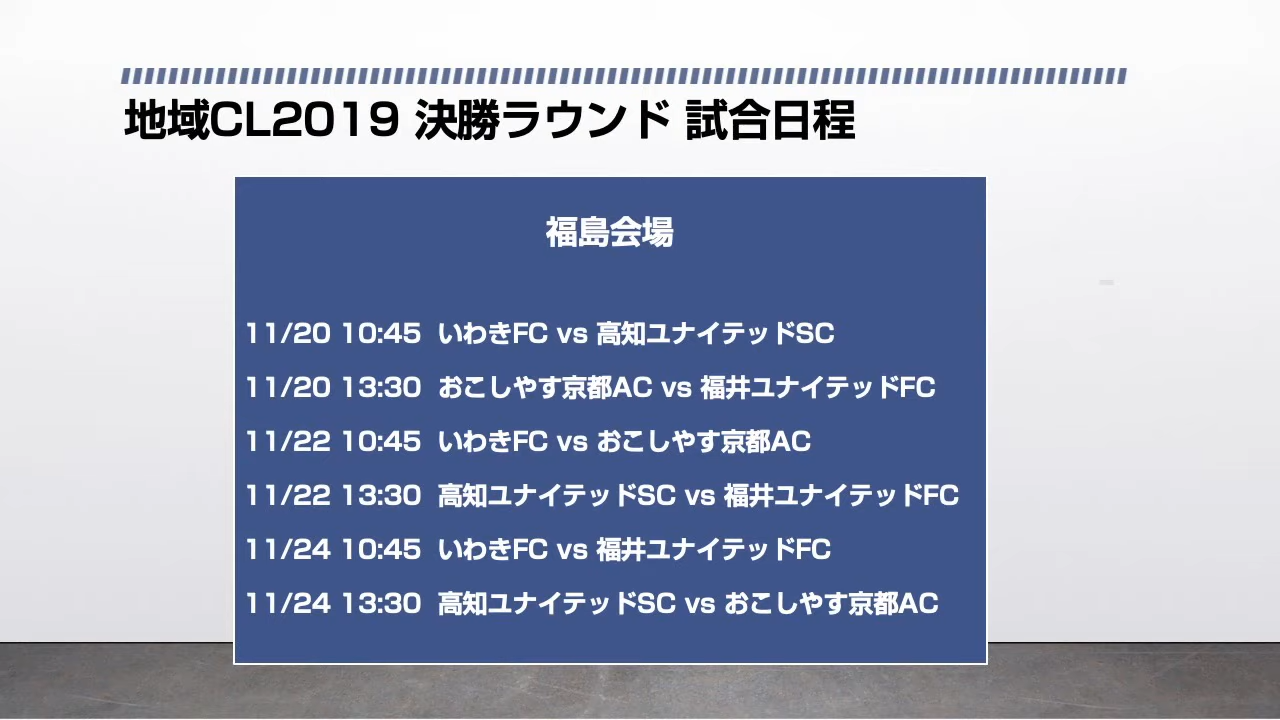 地域CL2019 決勝ラウンド 試合日程
福島会場
11/20 10:45 いわきFC vs 高知ユナイテッドSC
11/20 13:30 おこしやす京都AC vs 福井ユナイテッドFC
11/22 10:45 いわきFC vs おこしやす京都AC
11/22 13:30 高知ユナイテッドSC vs 福井ユナイテッドFC
11/24 10:45 いわきFC vs 福井ユナイテッドFC
11/24 13:30 高知ユナイテッドSC vs おこしやす京都AC